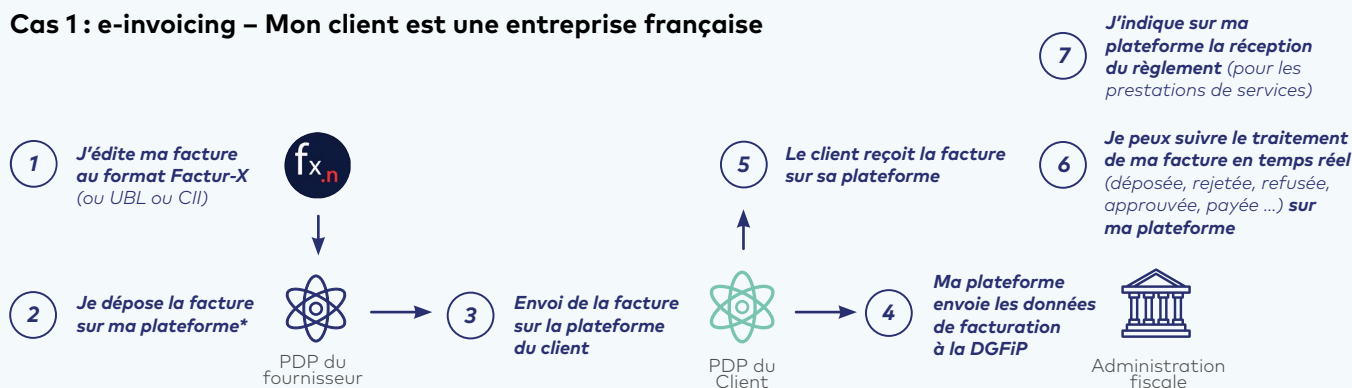 Cas 1 : e-invoicing – Mon client est une entreprise française
1
J'édite ma facture
au format Factur-X
(ou UBL ou CII)
fx.n
2
Je dépose la facture
sur ma plateforme*
PDP du
fournisseur
3
Envoi de la facture
sur la plateforme
du client
PDP du
Client
4
Ma plateforme
envoie les données
de facturation
à la DGFiP
Administration
fiscale
5
Le client reçoit la facture
sur sa plateforme
6
Je peux suivre le traitement
de ma facture en temps réel
(déposée, rejetée, refusée,
approuvée, payée ...) sur
ma plateforme
7
J'indique sur ma
plateforme la réception
du règlement (pour les
prestations de services)